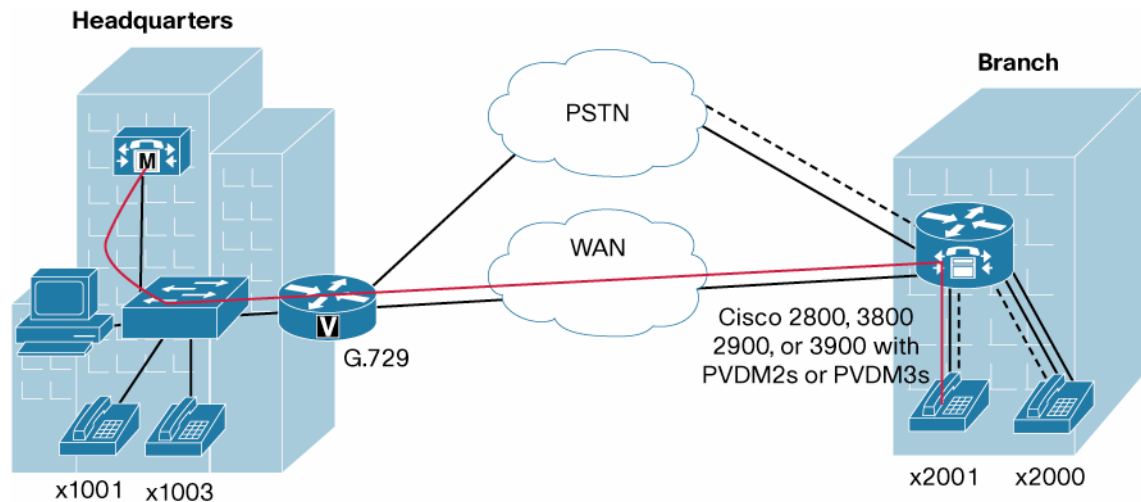 Headquarters
Branch
PSTN
M
WAN
V
G.729
Cisco 2800, 3800
2900, or 3900 with
PVDM2s or PVDM3s
x1001
x1003
x2001
x2000